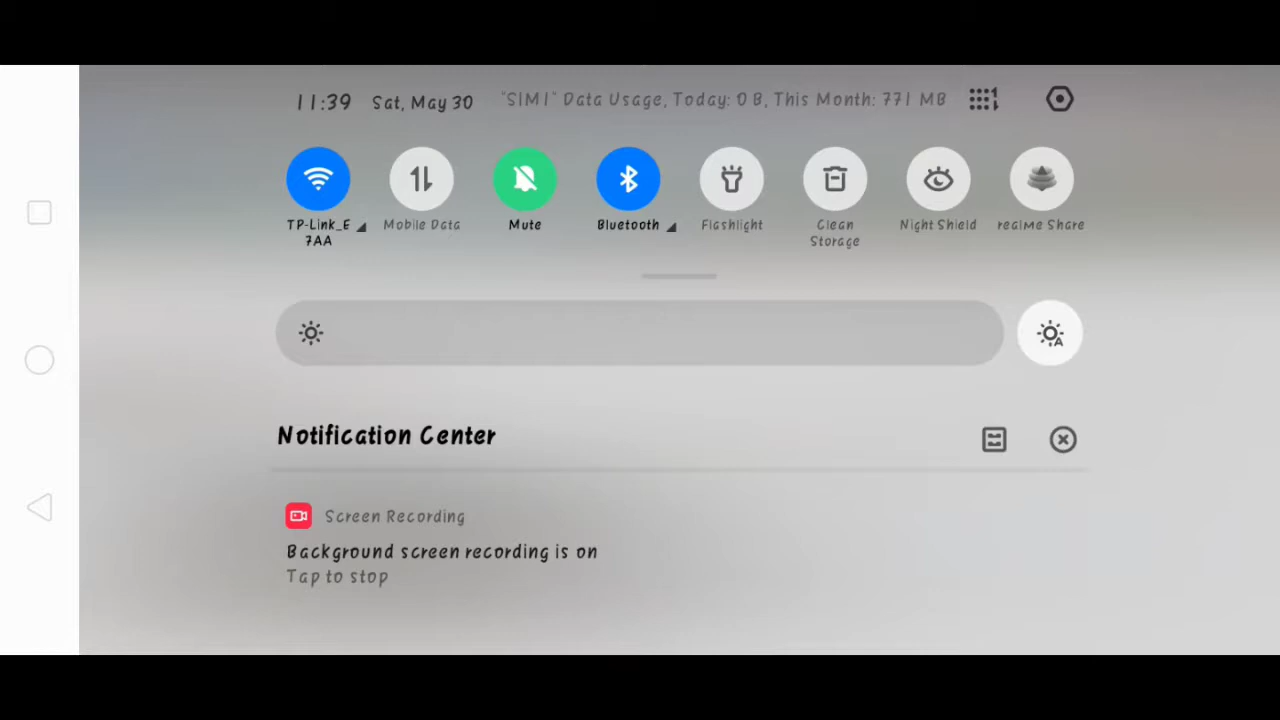 11:39 Sat, May 30 "SIM1" Data Usage, Today: 0 B, This Month: 771 MB
TP-Link_E
7AA
Mobile Data
Mute
Bluetooth
Flashlight
Clean
Storage
Night Shield
realme Share
Notification Center
Screen Recording
Background screen recording is on
Tap to stop